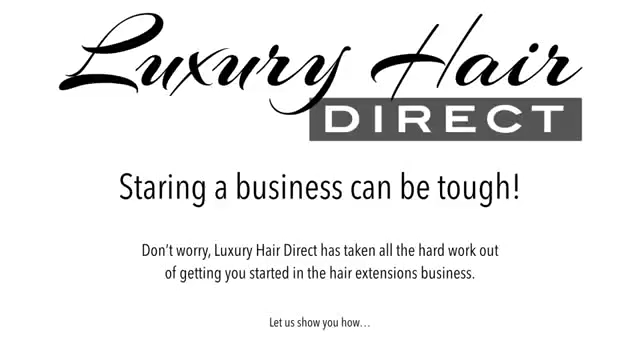 Luxury Hair
DIRECT
Staring a business can be tough!
Don't worry, Luxury Hair Direct has taken all the hard work out
of getting you started in the hair extensions business.
Let us show you how...